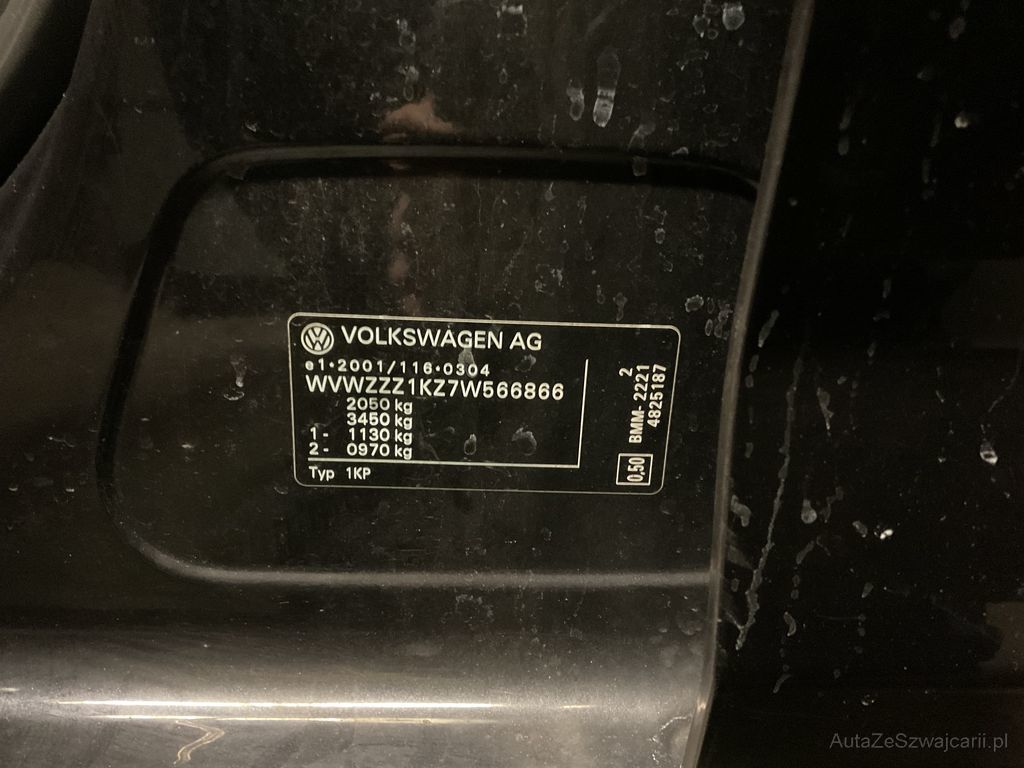 VOLKSWAGEN AG
e1*2001/116*0304
WVWZZZ1KZ7W566866
2050 kg
3450 kg
1- 1130 kg
2- 0970 kg
Typ 1KP
2
BMM- 2221
4825187
0,50
AutaZeSzwajcarii.pl